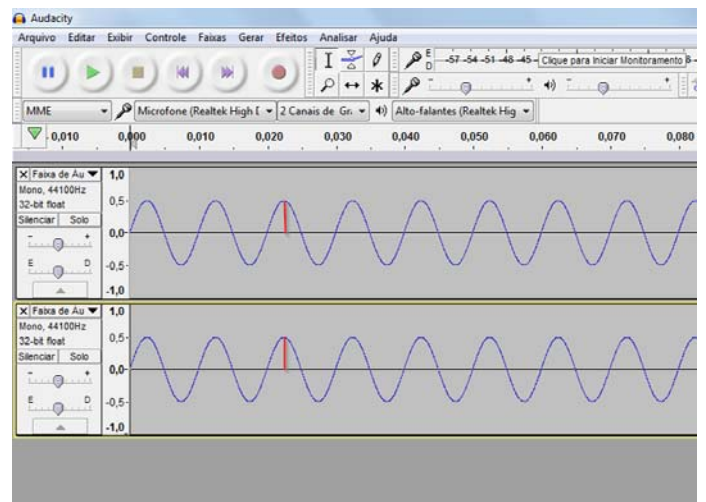 Audacity
Arquivo Editar Exibir Controle Faixas Gerar Efeitos Analisar Ajuda
E D -57 -54 -51 -48 -45 Clique para Iniciar Monitoramento
MME Microfone (Realtek High 2 Canais de Alto-falantes (Realtek Hig
-0,010 0,000 0,010 0,020 0,030 0,040 0,050 0,060 0,070 0,080
X Faixa de Áu 1,0
Mono, 44100Hz
32-bit float 0,5
Silenciar Solo
- + 0,0
E D -0,5
-1,0
X Faixa de Áu 1,0
Mono, 44100Hz
32-bit float 0,5
Silenciar Solo
- + 0,0
E D -0,5
-1,0